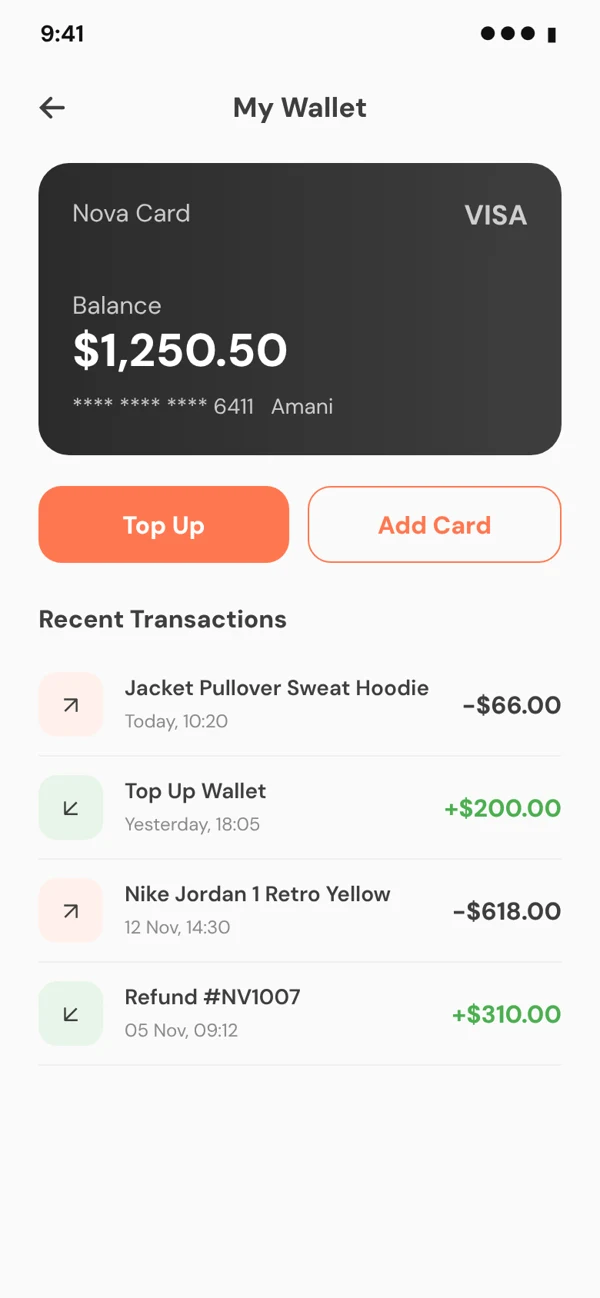 9:41
My Wallet
Nova Card
VISA
Balance
$1,250.50
**** **** **** 6411 Amani
Top Up
Add Card
Recent Transactions
Jacket Pullover Sweat Hoodie
Today, 10:20
-$66.00
Top Up Wallet
Yesterday, 18:05
+$200.00
Nike Jordan 1 Retro Yellow
12 Nov, 14:30
-$618.00
Refund #NV1007
05 Nov, 09:12
+$310.00